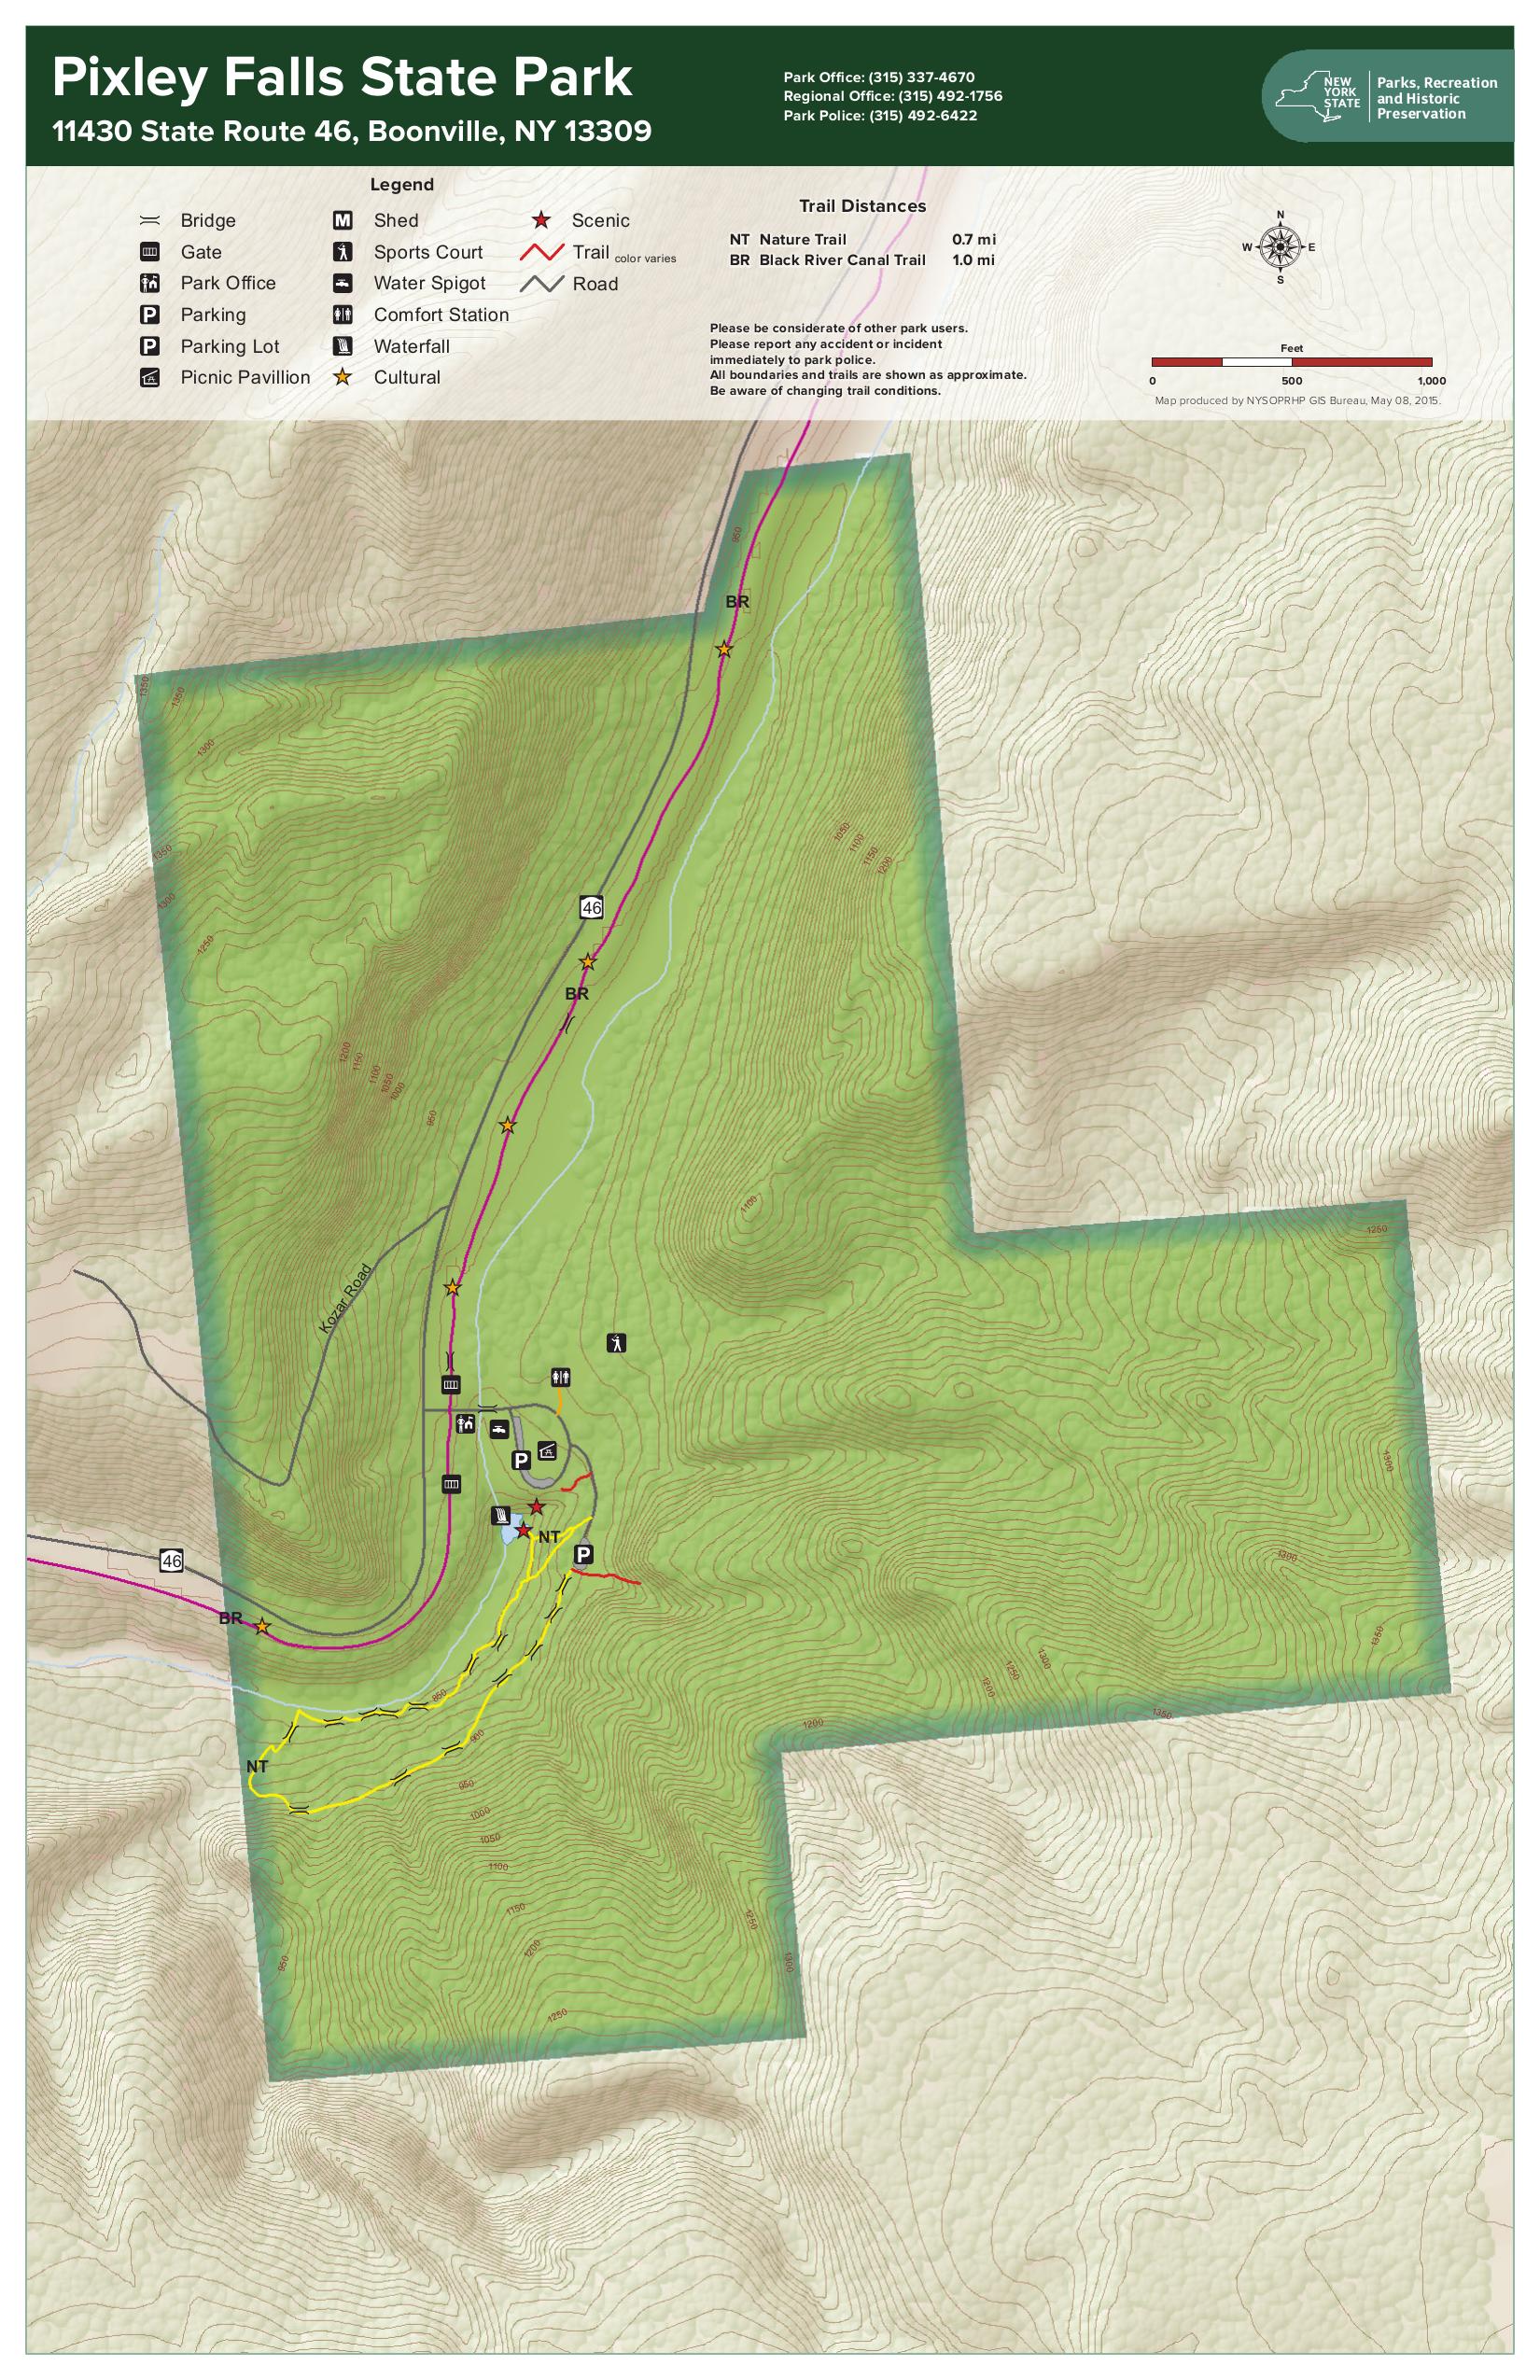 Pixley Falls State Park
11430 State Route 46, Boonville, NY 13309
Park Office: (315) 337-4670
Regional Office: (315) 492-1756
Park Police: (315) 492-6422
NEW
YORK
STATE
Parks, Recreation
and Historic
Preservation
Legend
Bridge
Gate
Park Office
P Parking
P Parking Lot
Picnic Pavillion
M Shed
Sports Court
Water Spigot
Comfort Station
Waterfall
Cultural
Scenic
Trail color varies
Road
Trail Distances
NT Nature Trail 0.7 mi
BR Black River Canal Trail 1.0 mi
Please be considerate of other park users.
Please report any accident or incident
immediately to park police.
All boundaries and trails are shown as approximate.
Be aware of changing trail conditions.
N
W E
S
Feet
0 500 1,000
Map produced by NYSOPRHP GIS Bureau, May 08, 2015.
950
BR
1350
1350
1300
1050
1100
1150
1200
1350
1300
46
1250
BR
1200
1150
1100
1050
1000
950
1100
1250
Kozar Road
P
1300
NT
P
46
1300
BR
1350
1300
1250
1200
850
1350
1200
900
NT
950
1000
1050
1100
1150
1250
1200
950
1300
1250